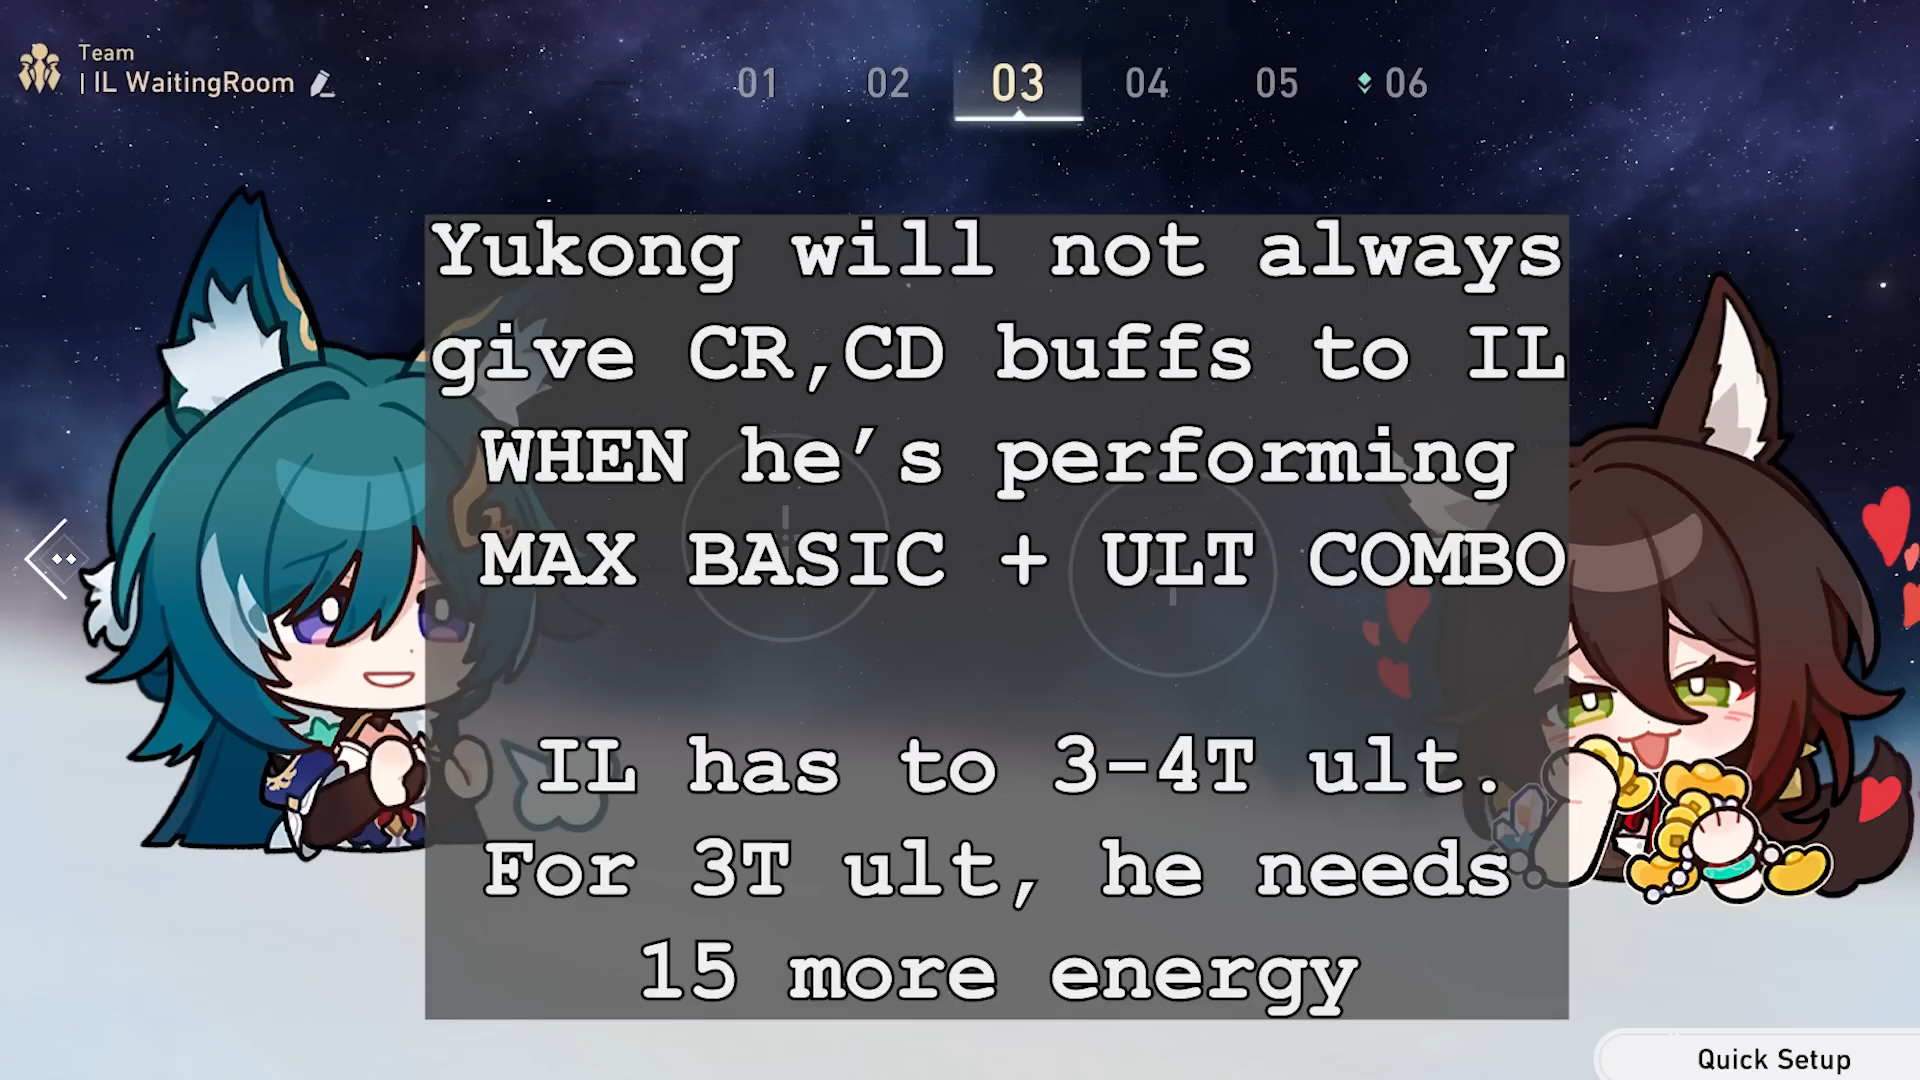 Team
| IL WaitingRoom
01 02 03 04 05 06
Yukong will not always
give CR,CD buffs to IL
WHEN he's performing
MAX BASIC + ULT COMBO
IL has to 3-4T ult.
For 3T ult, he needs
15 more energy
Quick Setup